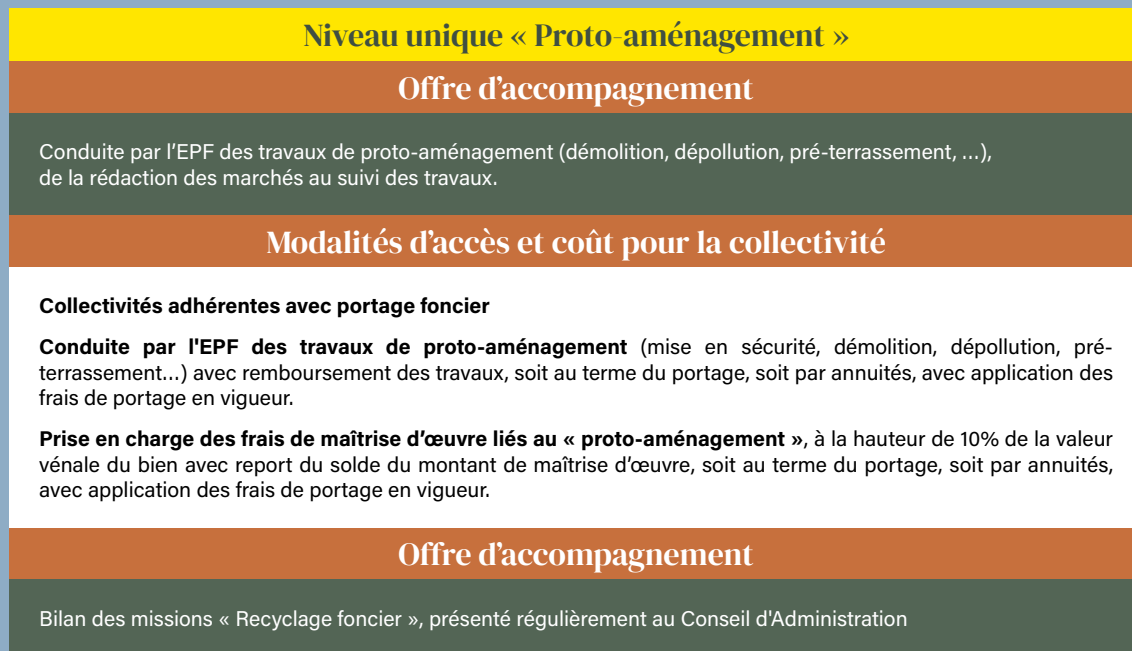 Niveau unique « Proto-aménagement »
Offre d'accompagnement
Conduite par l'EPF des travaux de proto-aménagement (démolition, dépollution, pré-terrassement, ...),
de la rédaction des marchés au suivi des travaux.
Modalités d'accès et coût pour la collectivité
Collectivités adhérentes avec portage foncier
Conduite par l'EPF des travaux de proto-aménagement (mise en sécurité, démolition, dépollution, pré-
terrassement...) avec remboursement des travaux, soit au terme du portage, soit par annuités, avec application des
frais de portage en vigueur.
Prise en charge des frais de maîtrise d'œuvre liés au « proto-aménagement », à la hauteur de 10% de la valeur
vénale du bien avec report du solde du montant de maîtrise d'œuvre, soit au terme du portage, soit par annuités,
avec application des frais de portage en vigueur.
Offre d'accompagnement
Bilan des missions « Recyclage foncier », présenté régulièrement au Conseil d'Administration